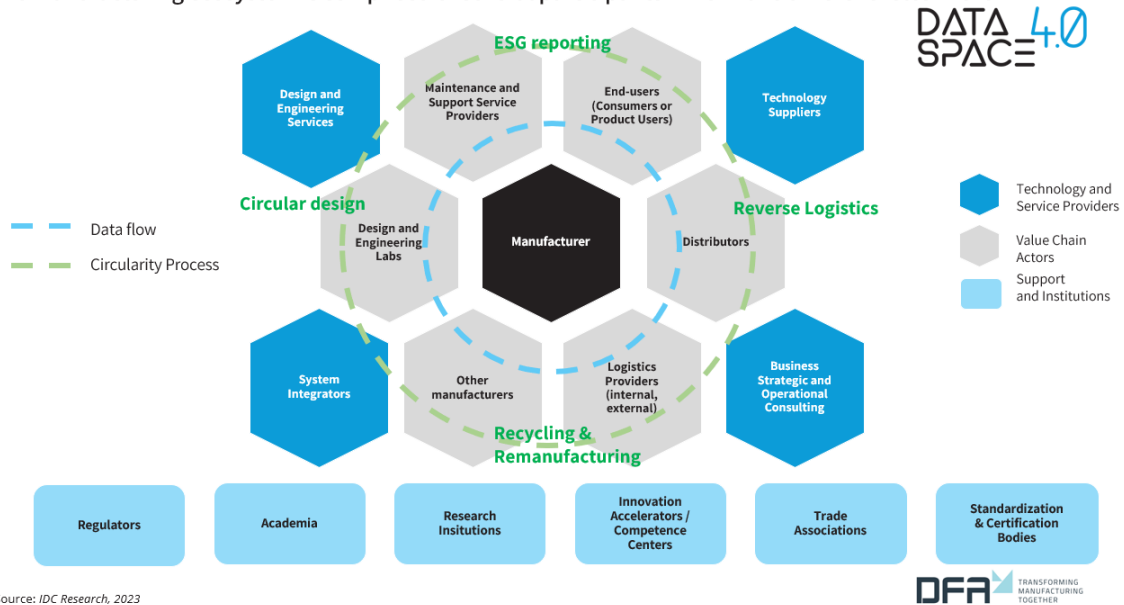 DATA 4.0
SPACE
ESG reporting
Design and
Engineering
Services
Maintenance and
Support Service
Providers
End-users
(Consumers or
Product Users)
Technology
Suppliers
Circular design
Reverse Logistics
Design and
Engineering
Labs
Manufacturer
Distributors
Data flow
Circularity Process
Technology and
Service Providers
Value Chain
Actors
Support
and Institutions
System
Integrators
Other
manufacturers
Logistics
Providers
(internal,
external)
Business
Strategic and
Operational
Consulting
Recycling &
Remanufacturing
Regulators
Academia
Research
Insitutions
Innovation
Accelerators /
Competence
Centers
Trade
Associations
Standardization
& Certification
Bodies
ource: IDC Research, 2023
DFA TRANSFORMING
MANUFACTURING
TOGETHER